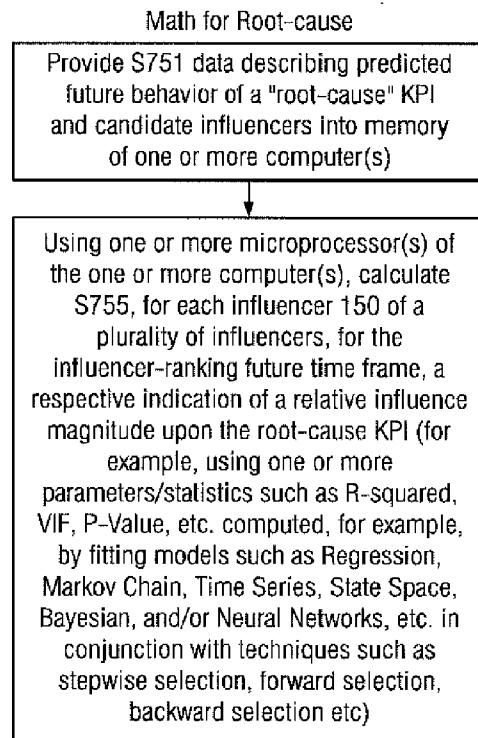 Math for Root-cause
Provide S751 data describing predicted
future behavior of a "root-cause" KPI
and candidate influencers into memory
of one or more computer(s)
Using one or more microprocessor(s) of
the one or more computer(s), calculate
S755, for each influencer 150 of a
plurality of influencers, for the
influencer-ranking future time frame, a
respective indication of a relative influence
magnitude upon the root-cause KPI (for
example, using one or more
parameters/statistics such as R-squared,
VIF, P-Value, etc. computed, for example,
by fitting models such as Regression,
Markov Chain, Time Series, State Space,
Bayesian, and/or Neural Networks, etc. in
conjunction with techniques such as
stepwise selection, forward selection,
backward selection etc)